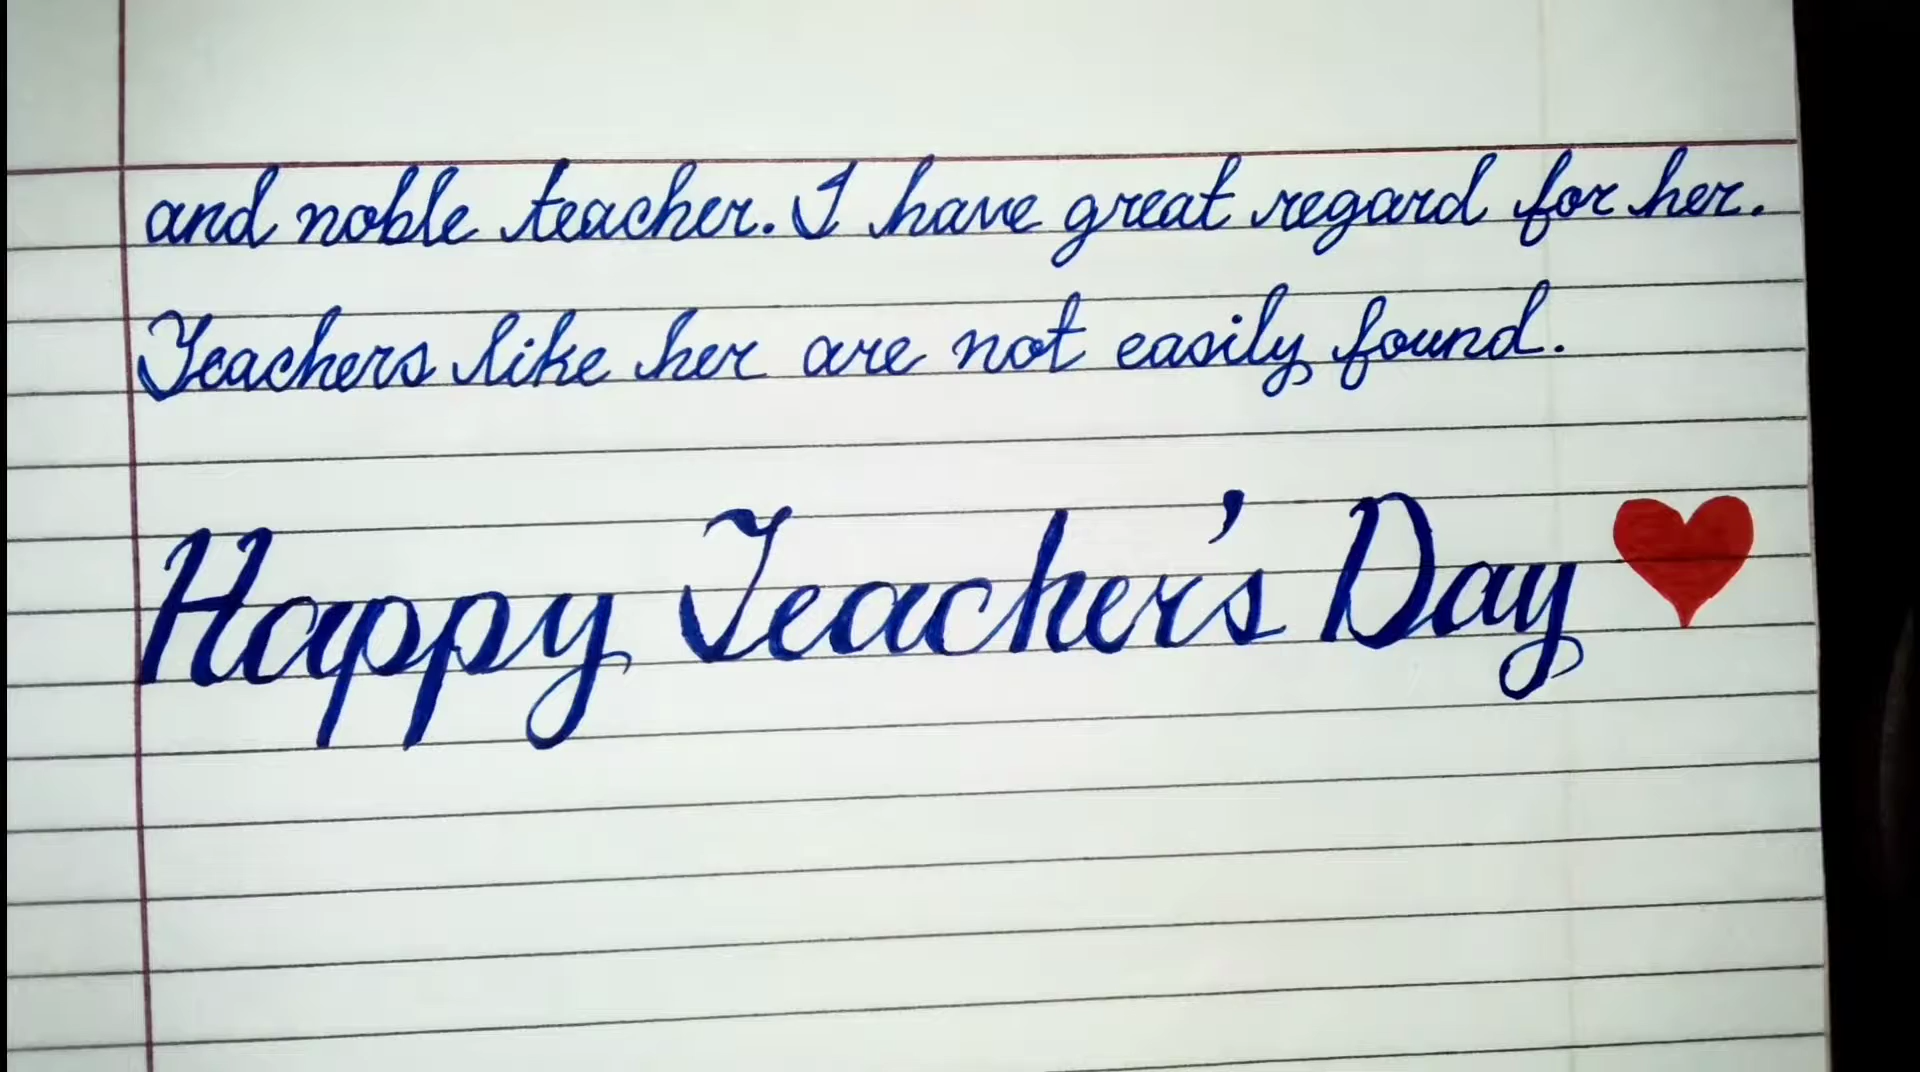 and noble teacher. I have great regard for her.
Teachers like her are not easily found.
Happy Teacher's Day